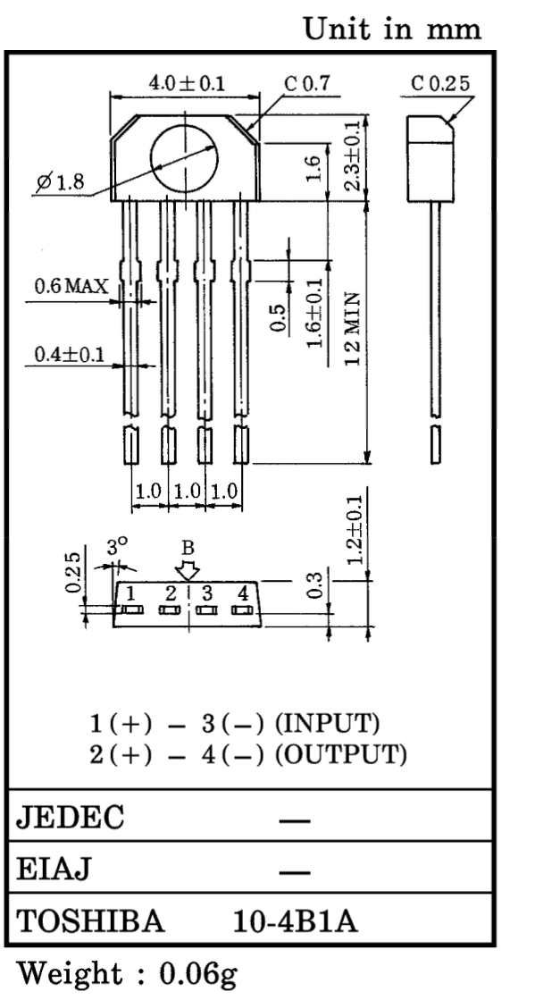 Unit in mm
4.0±0.1
C 0.7
C 0.25
Ø1.8
1.6
2.3±0.1
0.6 MAX
0.5
1.6±0.1
12 MIN
0.4±0.1
1.0 1.0 1.0
3° B
0.25
0.3
1.2±0.1
1 2 3 4
1 (+) – 3 (–) (INPUT)
2 (+) – 4 (–) (OUTPUT)
JEDEC —
EIAJ —
TOSHIBA 10-4B1A
Weight : 0.06g